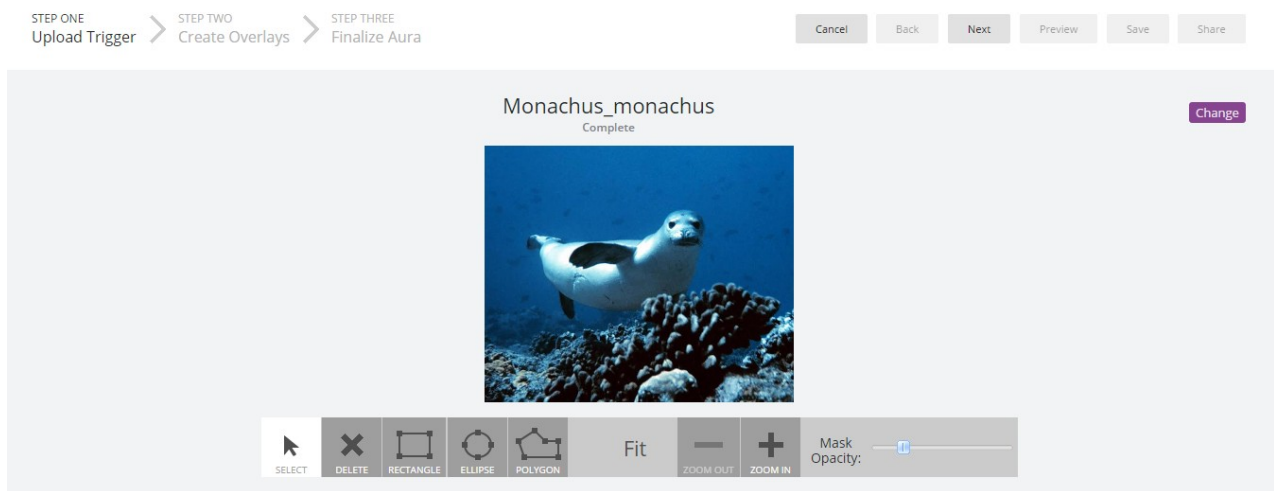 STEP ONE
Upload Trigger
STEP TWO
Create Overlays
STEP THREE
Finalize Aura
Cancel
Back
Next
Preview
Save
Share
Monachus_monachus
Complete
Change
SELECT
DELETE
RECTANGLE
ELLIPSE
POLYGON
Fit
ZOOM OUT
ZOOM IN
Mask
Opacity: